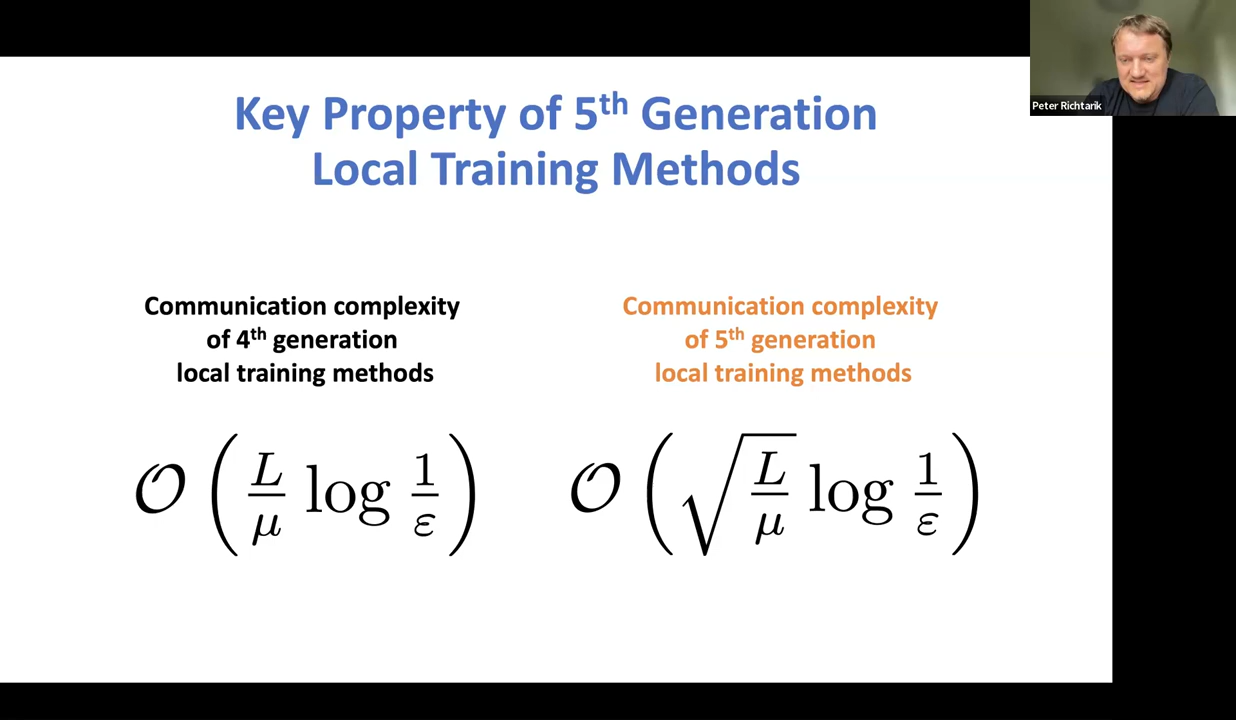 Key Property of 5th Generation
Local Training Methods
Communication complexity
of 4th generation
local training methods
Communication complexity
of 5th generation
local training methods
𝒪 ( L/μ log 1/ε )
𝒪 ( √(L/μ) log 1/ε )
Peter Richtarik